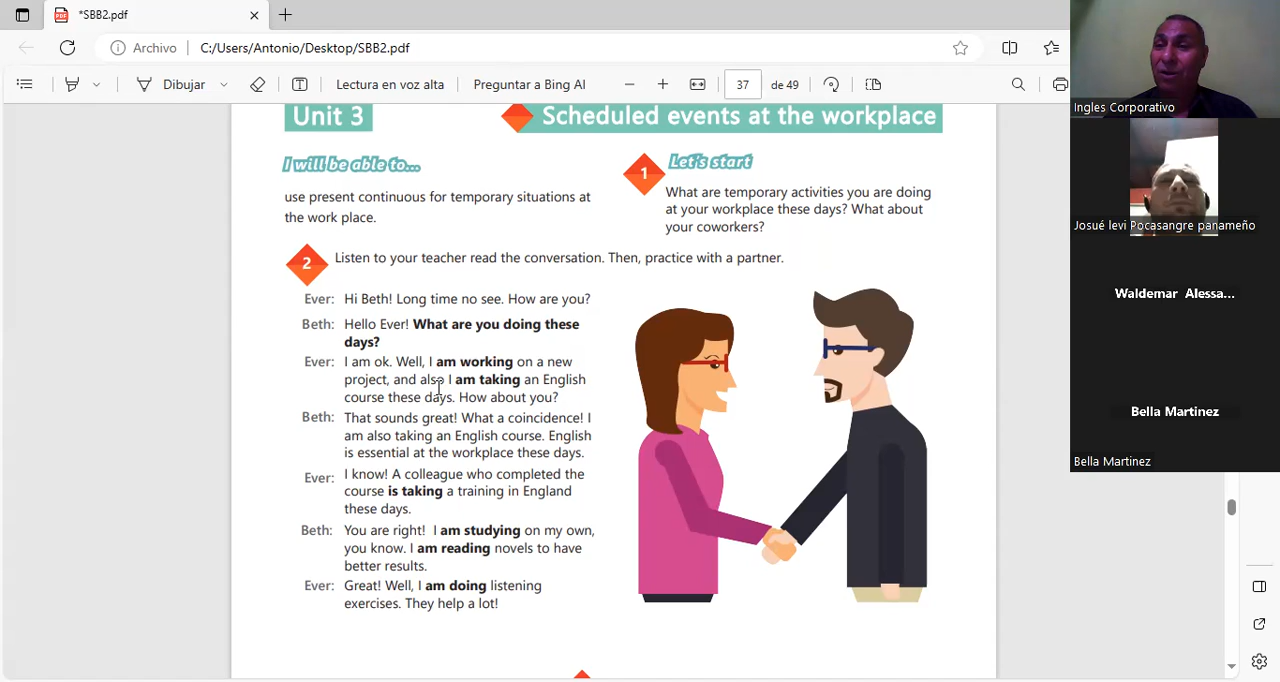 *SBB2.pdf
Archivo
C:/Users/Antonio/Desktop/SBB2.pdf
Dibujar
Lectura en voz alta
Preguntar a Bing AI
37
de 49
Unit 3
Scheduled events at the workplace
I will be able to...
use present continuous for temporary situations at
the work place.
1
Let's start
What are temporary activities you are doing
at your workplace these days? What about
your coworkers?
2
Listen to your teacher read the conversation. Then, practice with a partner.
Ever: Hi Beth! Long time no see. How are you?
Beth: Hello Ever! What are you doing these
days?
Ever: I am ok. Well, I am working on a new
project, and also I am taking an English
course these days. How about you?
Beth: That sounds great! What a coincidence! I
am also taking an English course. English
is essential at the workplace these days.
Ever: I know! A colleague who completed the
course is taking a training in England
these days.
Beth: You are right! I am studying on my own,
you know. I am reading novels to have
better results.
Ever: Great! Well, I am doing listening
exercises. They help a lot!
Ingles Corporativo
Josué levi Pocasangre panameño
Waldemar Alessa...
Bella Martinez
Bella Martinez